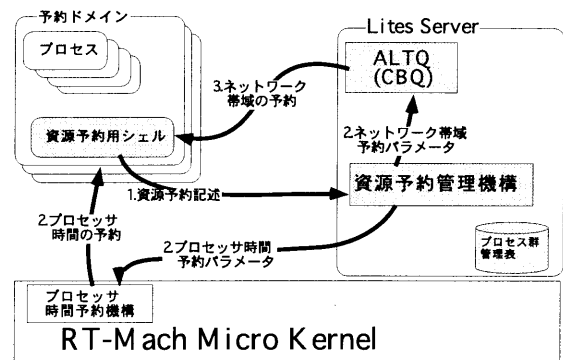 予約ドメイン
プロセス
資源予約用シェル
Lites Server
ALTQ
(CBQ)
3.ネットワーク
帯域の予約
2.ネットワーク帯域
予約パラメータ
1.資源予約記述
資源予約管理機構
2.プロセッサ
時間の予約
2.プロセッサ時間
予約パラメータ
プロセス群
管理表
プロセッサ
時間予約機構
RT-Mach Micro Kernel